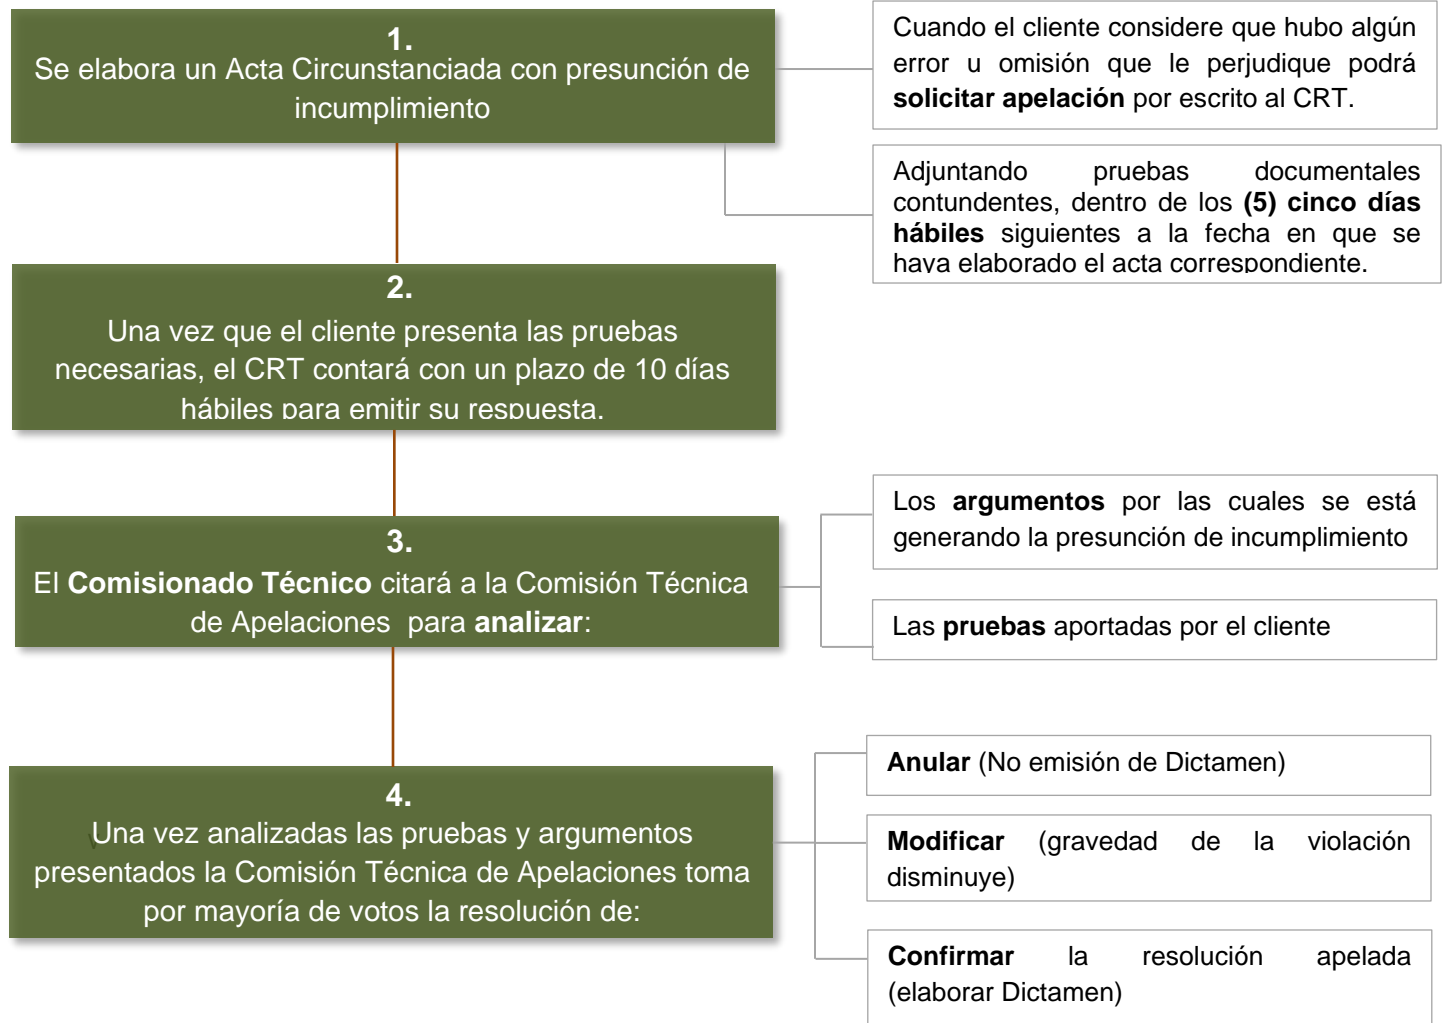 1.
Se elabora un Acta Circunstanciada con presunción de
incumplimiento
Cuando el cliente considere que hubo algún
error u omisión que le perjudique podrá
solicitar apelación por escrito al CRT.
Adjuntando pruebas documentales
contundentes, dentro de los (5) cinco días
hábiles siguientes a la fecha en que se
haya elaborado el acta correspondiente.
2.
Una vez que el cliente presenta las pruebas
necesarias, el CRT contará con un plazo de 10 días
hábiles para emitir su respuesta.
3.
El Comisionado Técnico citará a la Comisión Técnica
de Apelaciones para analizar:
Los argumentos por las cuales se está
generando la presunción de incumplimiento
Las pruebas aportadas por el cliente
4.
Una vez analizadas las pruebas y argumentos
presentados la Comisión Técnica de Apelaciones toma
por mayoría de votos la resolución de:
Anular (No emisión de Dictamen)
Modificar (gravedad de la violación
disminuye)
Confirmar la resolución apelada
(elaborar Dictamen)